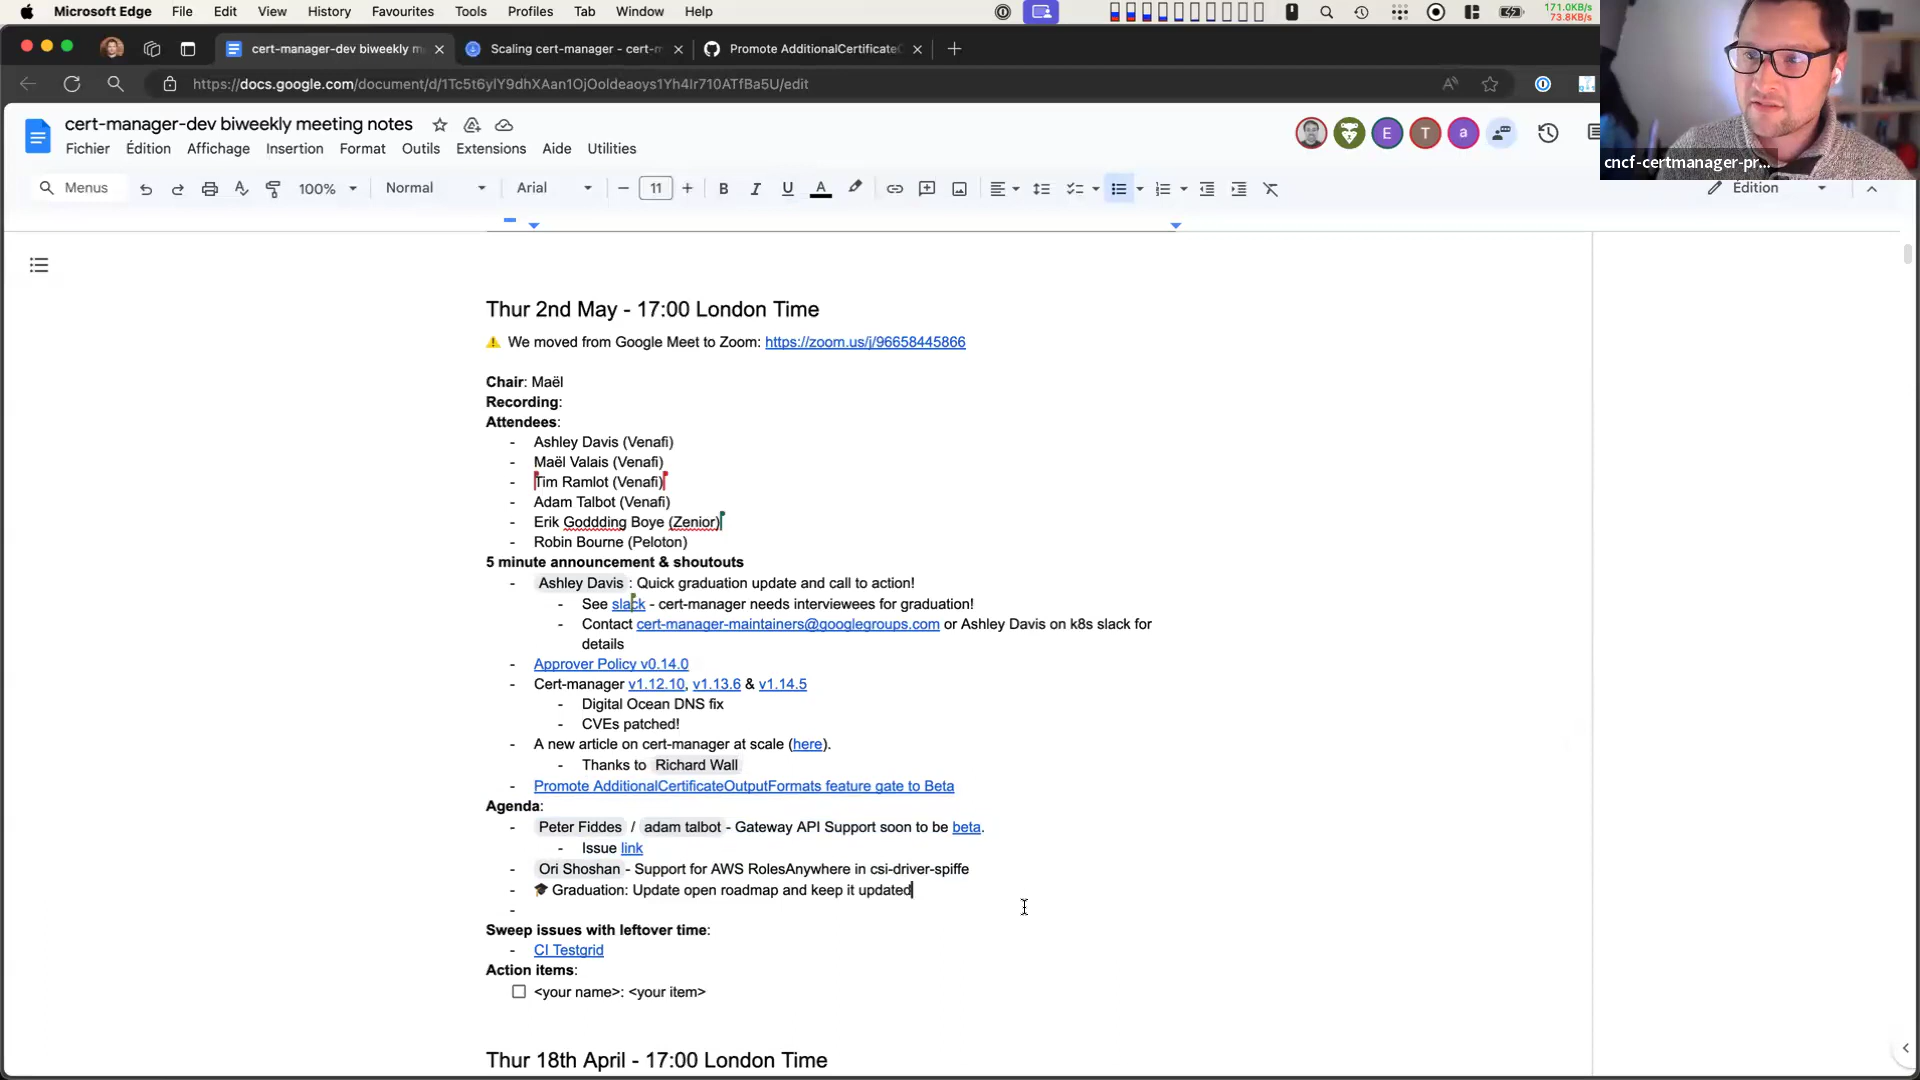 Microsoft Edge File Edit View History Favourites Tools Profiles Tab Window Help
171.0KB/s
73.8KB/s
cert-manager-dev biweekly m
Scaling cert-manager - cert-m
Promote AdditionalCertificateO
https://docs.google.com/document/d/1Tc5t6ylY9dhXAan1OjOoldeaoys1Yh4Ir710ATfBa5U/edit
cert-manager-dev biweekly meeting notes
E T a
cncf-certmanager-pr...
Fichier Édition Affichage Format Outils Extensions Aide Utilities
Menus 100% Normal Arial 11 B I U A Édition
Thur 2nd May - 17:00 London Time
⚠️ We moved from Google Meet to Zoom: https://zoom.us/j/96658445866
Chair: Maël
Recording:
Attendees:
- Ashley Davis (Venafi)
- Maël Valais (Venafi)
- Tim Ramlot (Venafi)
- Adam Talbot (Venafi)
- Erik Goddding Boye (Zenior)
- Robin Bourne (Peloton)
5 minute announcement & shoutouts
- Ashley Davis : Quick graduation update and call to action!
- See slack - cert-manager needs interviewees for graduation!
- Contact cert-manager-maintainers@googlegroups.com or Ashley Davis on k8s slack for
details
- Approver Policy v0.14.0
- Cert-manager v1.12.10, v1.13.6 & v1.14.5
- Digital Ocean DNS fix
- CVEs patched!
- A new article on cert-manager at scale (here).
- Thanks to Richard Wall
- Promote AdditionalCertificateOutputFormats feature gate to Beta
Agenda:
- Peter Fiddes / adam talbot - Gateway API Support soon to be beta.
- Issue link
- Ori Shoshan - Support for AWS RolesAnywhere in csi-driver-spiffe
- 🎓 Graduation: Update open roadmap and keep it updated
-
Sweep issues with leftover time:
- CI Testgrid
Action items:
<your name>: <your item>
Thur 18th April - 17:00 London Time